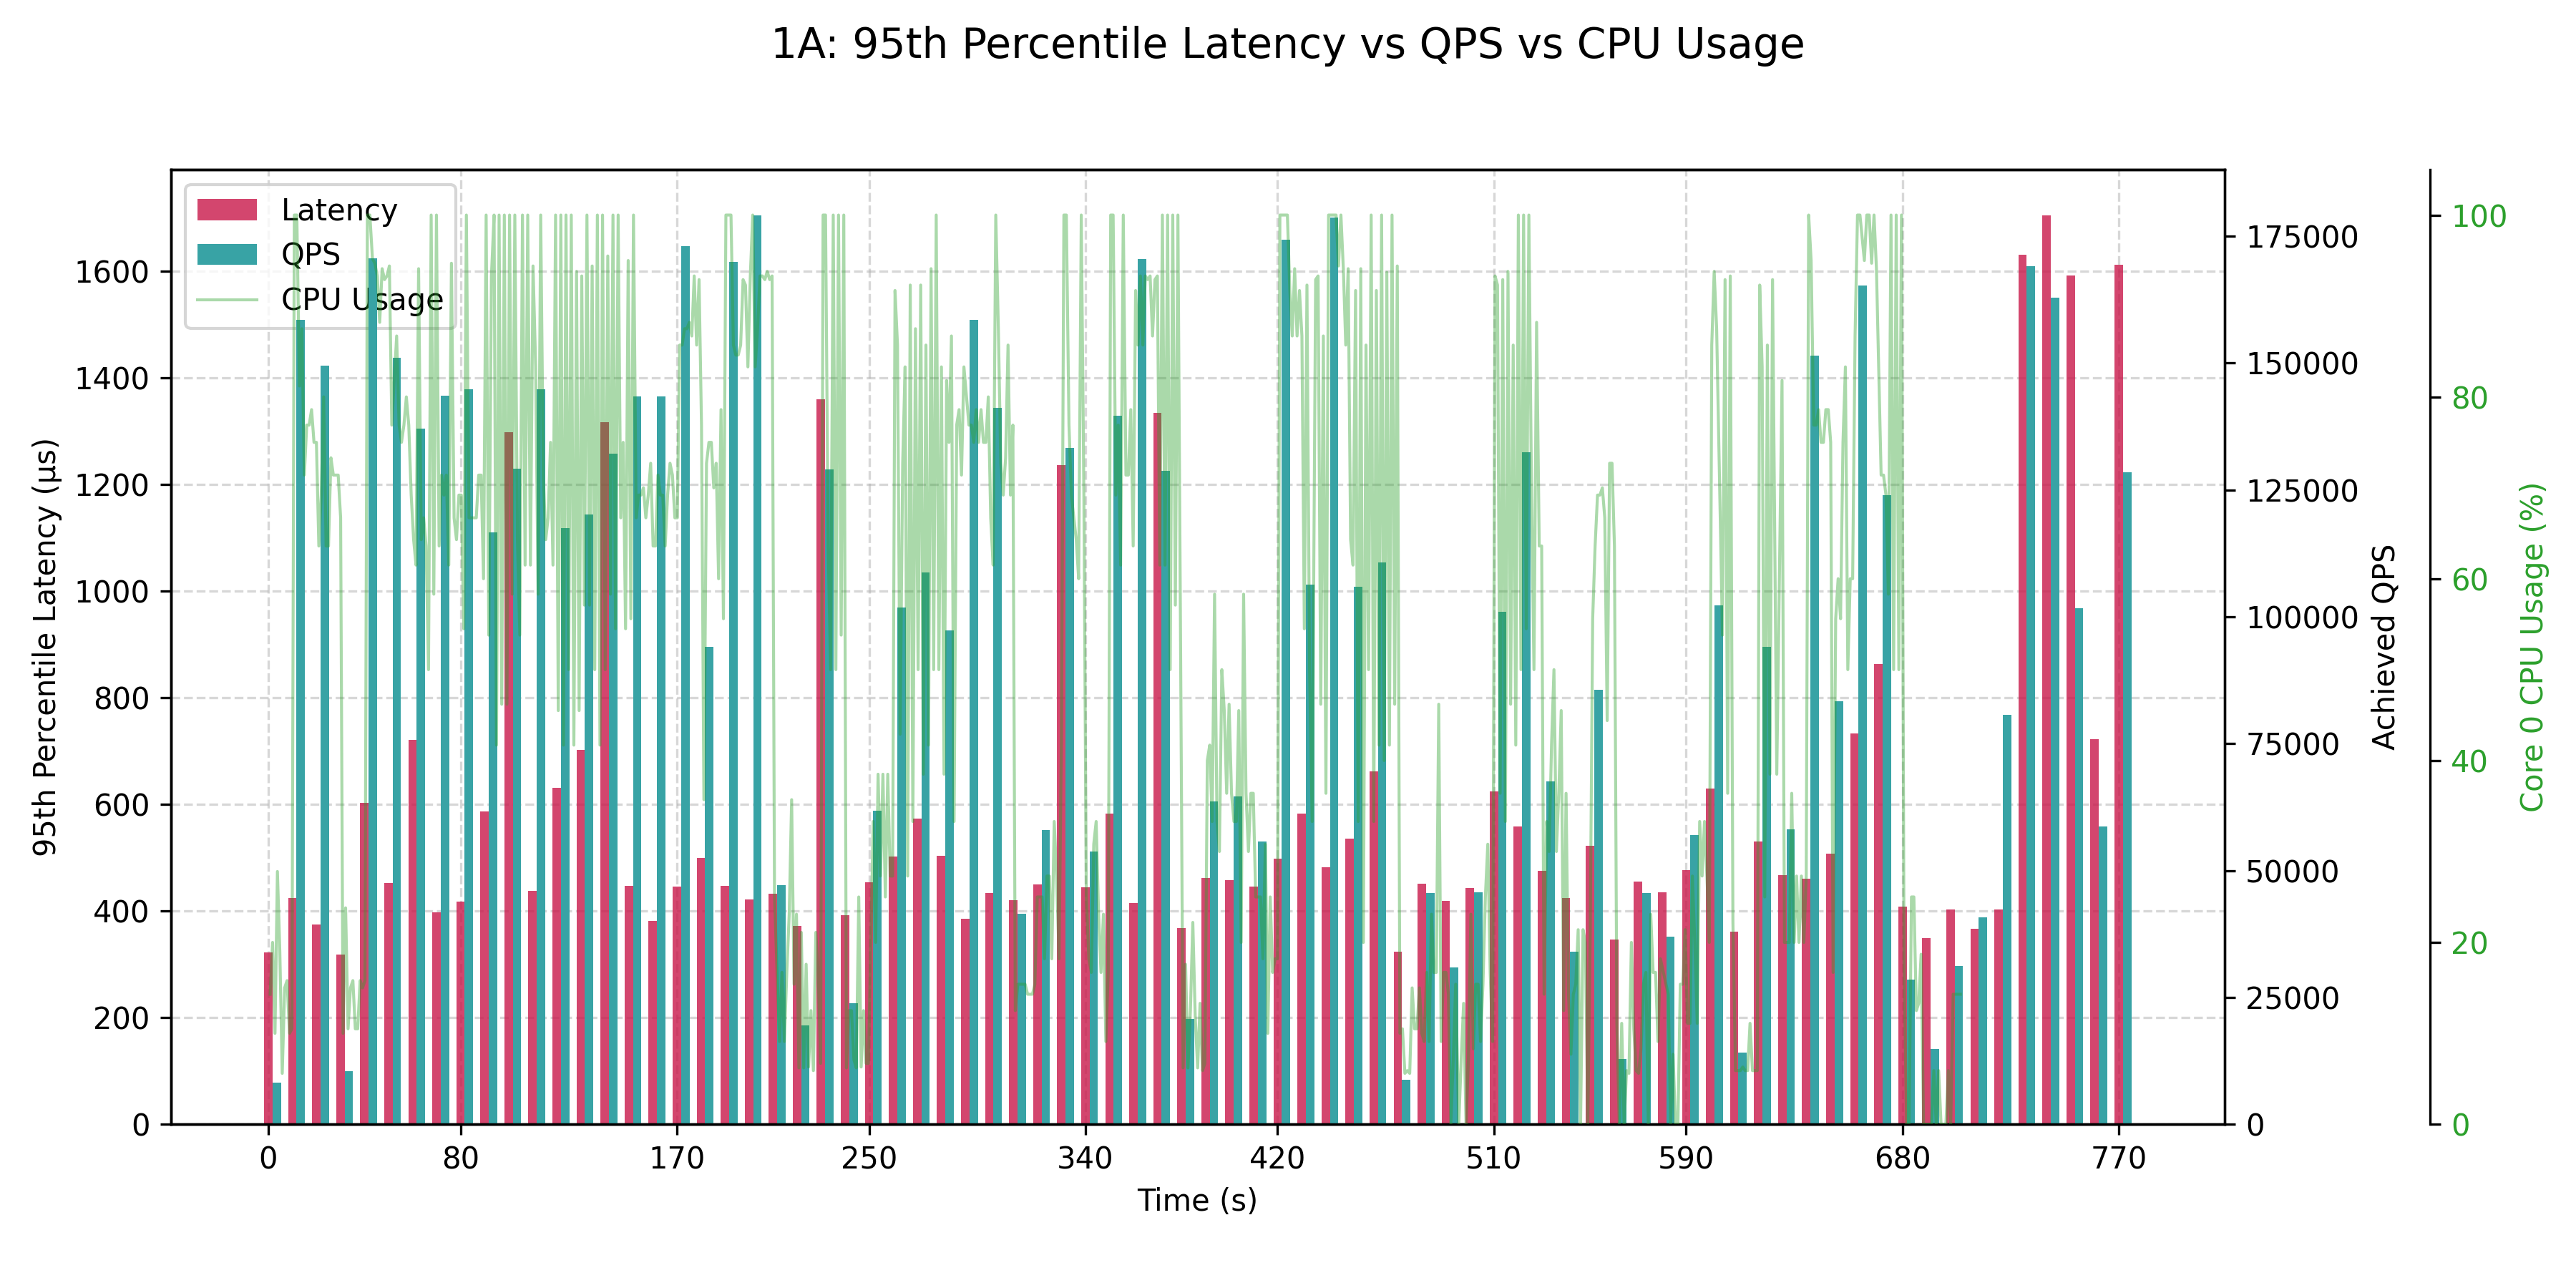 1A: 95th Percentile Latency vs QPS vs CPU Usage
Latency
QPS
CPU Usage
95th Percentile Latency (µs)
1600
1400
1200
1000
800
600
400
200
0
0 80 170 250 340 420 510 590 680 770
Time (s)
175000
150000
125000
100000
75000
50000
25000
0
Achieved QPS
100
80
60
40
20
0
Core 0 CPU Usage (%)